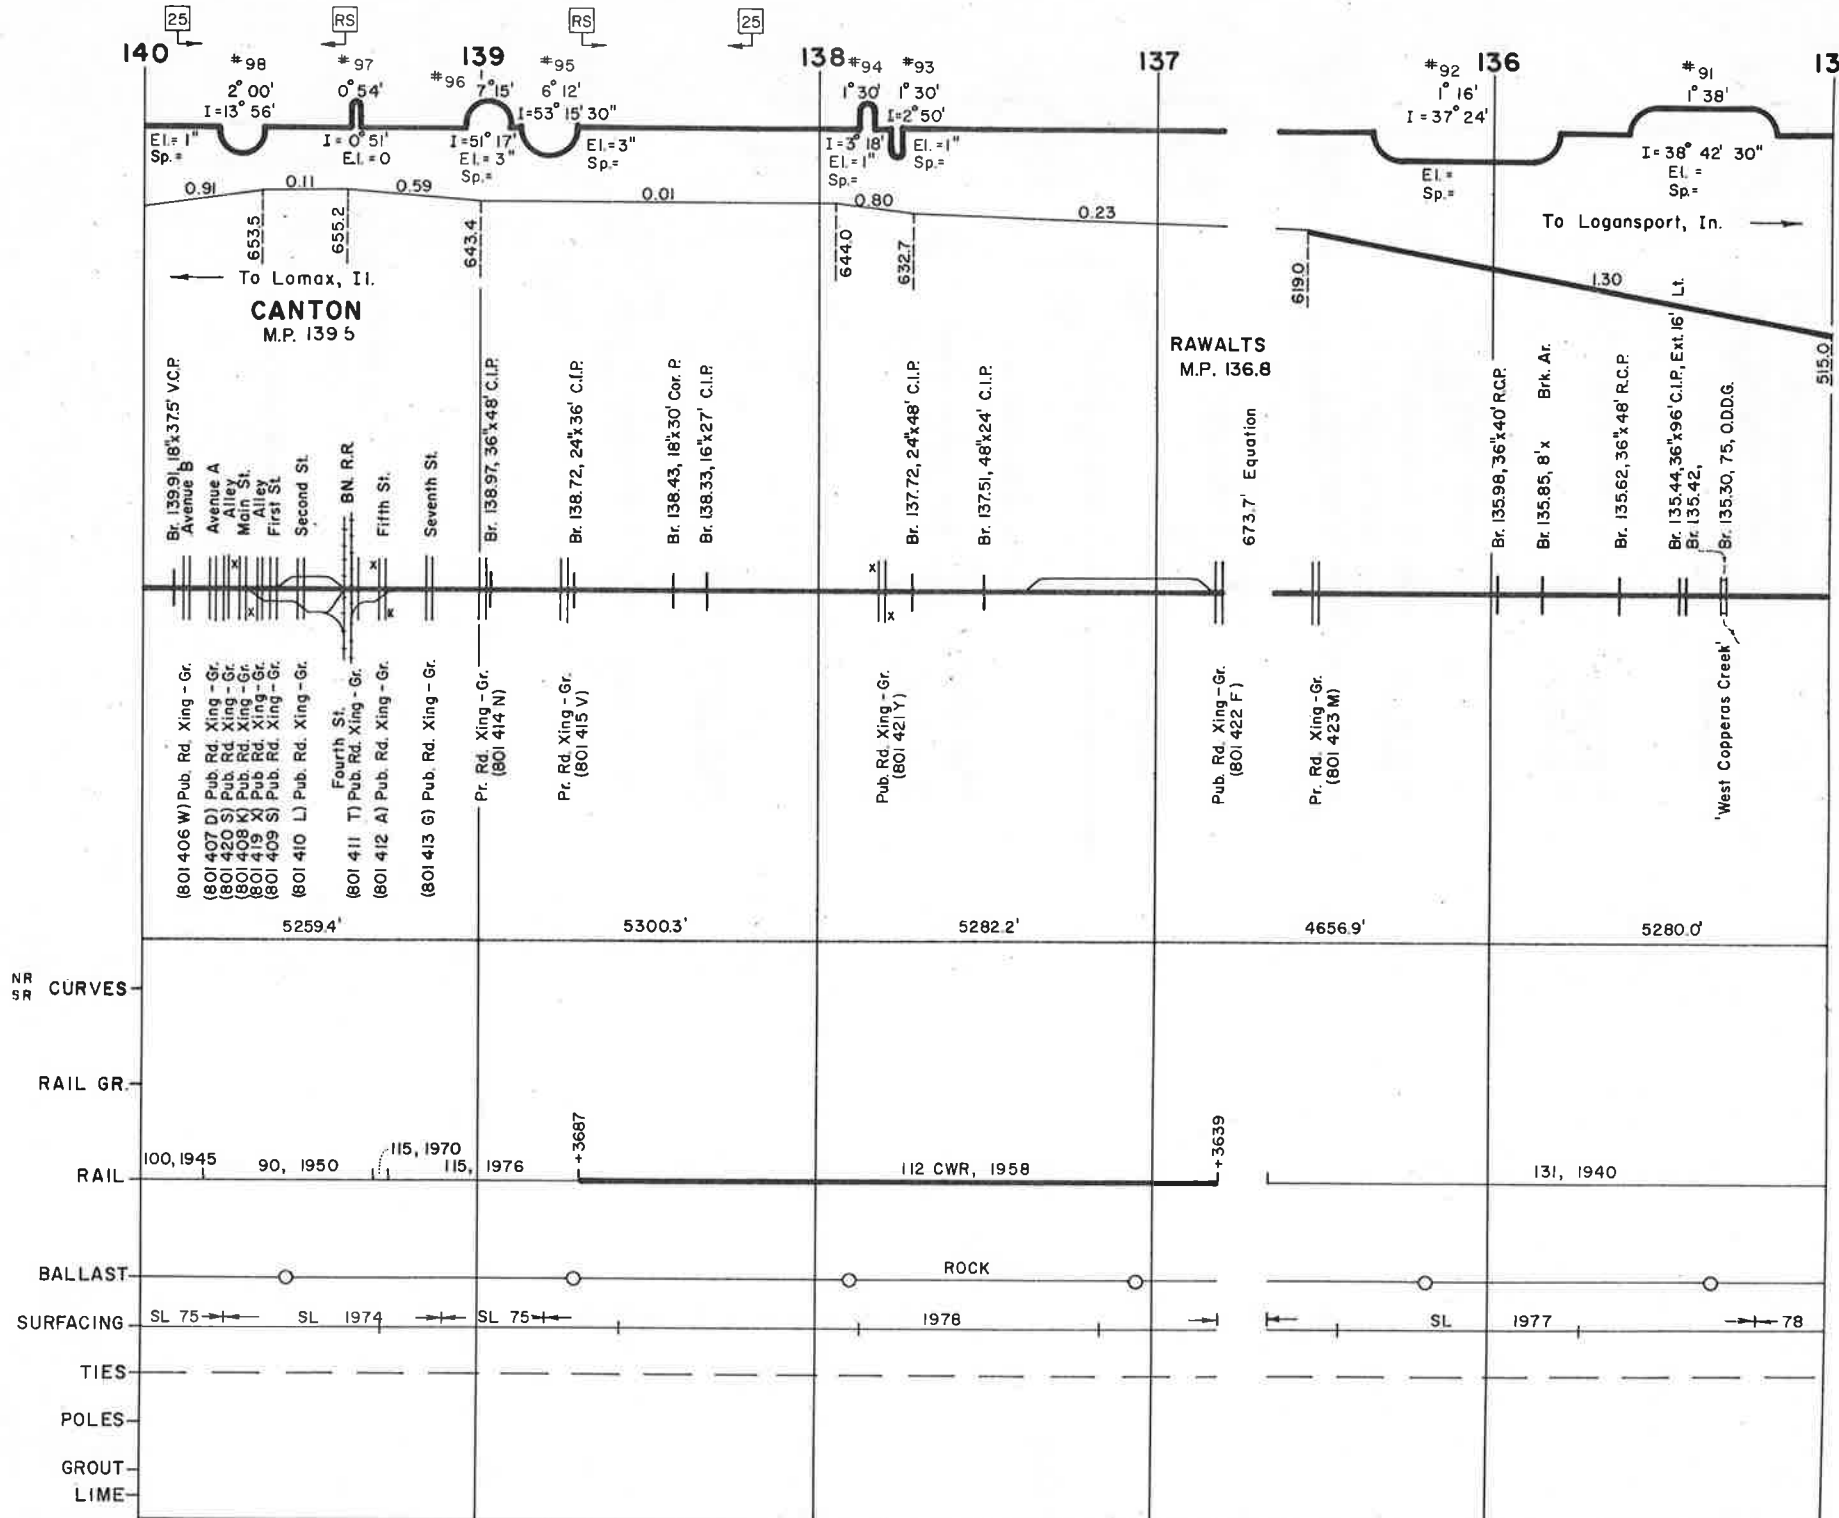 25
RS
RS
25
140
139
138
137
136
13
#98
2° 00'
I=13° 56'
El.= 1"
Sp.=
#97
0° 54'
I= 0° 51'
El.= 0
#96
7° 15'
I=51° 17'
El.= 3"
Sp.=
#95
6° 12'
I=53° 15' 30"
El.=3"
Sp.=
#94
1° 30'
I=3° 18'
El.=1"
Sp.=
#93
1° 30'
I=2° 50'
El.=1"
Sp.=
#92
1° 16'
I=37° 24'
El.=
Sp.=
#91
1° 38'
I=38° 42' 30"
El.=
Sp.=
0.91
0.11
0.59
0.01
0.80
0.23
1.30
653.5
655.2
643.4
644.0
632.7
619.0
515.0
To Lomax, Il.
To Logansport, In.
CANTON
M.P. 139 5
RAWALTS
M.P. 136.8
Br. 139.91, 18"x37.5' V.C.P.
Avenue B
Avenue A
Alley
Main St.
Alley
First St.
Second St.
BN. R.R.
Fifth St.
Seventh St.
Br. 138.97, 36"x48' C.I.P.
Br. 138.72, 24"x36' C.I.P.
Br. 138.43, 18"x30' Cor. P.
Br. 138.33, 16"x27' C.I.P.
Br. 137.72, 24"x48' C.I.P.
Br. 137.51, 48"x24' C.I.P.
673.7' Equation
Br. 135.98, 36"x40' R.C.P.
Br. 135.85, 8'x Brk. Ar.
Br. 135.62, 36"x48' R.C.P.
Br. 135.44, 36"x96' C.I.P., Ext. 16' Lt.
Br. 135.42,
Br. 135.30, 75, O.D.D.G.
x
x
x
x
x
x
(801 406 W) Pub. Rd. Xing-Gr.
(801 407 D) Pub. Rd. Xing-Gr.
(801 420 S) Pub. Rd. Xing-Gr.
(801 408 K) Pub. Rd. Xing-Gr.
(801 419 X) Pub. Rd. Xing-Gr.
(801 409 S) Pub. Rd. Xing-Gr.
(801 410 L) Pub. Rd. Xing-Gr.
Fourth St.
(801 411 T) Pub. Rd. Xing-Gr.
(801 412 A) Pub. Rd. Xing-Gr.
(801 413 G) Pub. Rd. Xing-Gr.
Pr. Rd. Xing-Gr.
(801 414 N)
Pr. Rd. Xing-Gr.
(801 415 V)
Pub. Rd. Xing-Gr.
(801 421 Y)
Pub. Rd. Xing-Gr.
(801 422 F)
Pr. Rd. Xing-Gr.
(801 423 M)
'West Copperas Creek'
5259.4'
5300.3'
5282.2'
4656.9'
5280.0'
NR
SR
CURVES
RAIL GR.
RAIL
100, 1945
90, 1950
115, 1970
115, 1976
+3687
112 CWR, 1958
+3639
131, 1940
BALLAST
ROCK
SURFACING
SL 75
SL 1974
SL 75
1978
SL 1977
78
TIES
POLES
GROUT
LIME